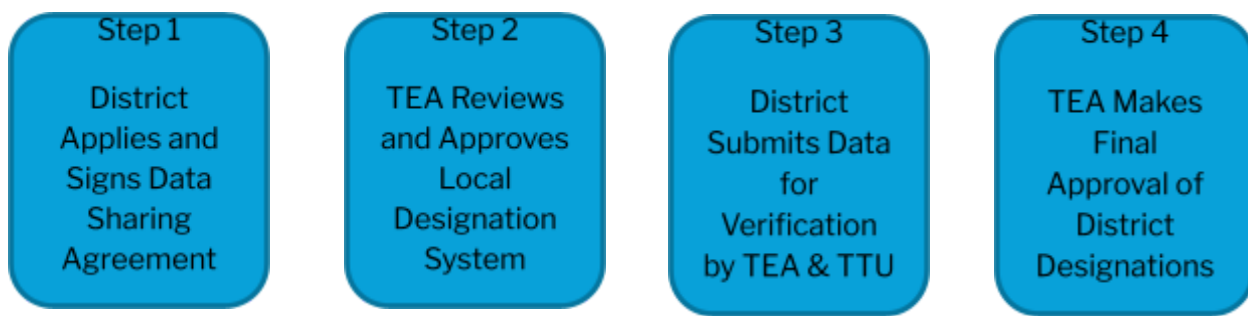 Step 1
District
Applies and
Signs Data
Sharing
Agreement
Step 2
TEA Reviews
and Approves
Local
Designation
System
Step 3
District
Submits Data
for
Verification
by TEA & TTU
Step 4
TEA Makes
Final
Approval of
District
Designations